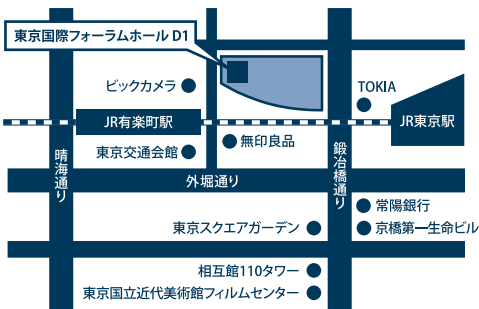 東京国際フォーラムホール D1
ビックカメラ
TOKIA
JR有楽町駅
JR東京駅
無印良品
東京交通会館
晴海通り
鍛冶橋通り
外堀通り
常陽銀行
東京スクエアガーデン
京橋第一生命ビル
相互館110タワー
東京国立近代美術館フィルムセンター